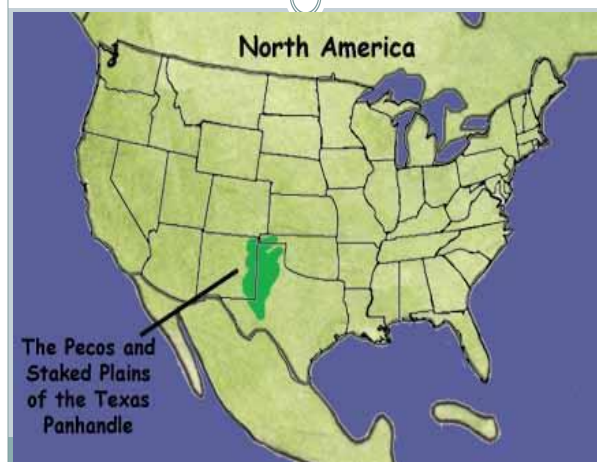 North America
The Pecos and
Staked Plains
of the Texas
Panhandle